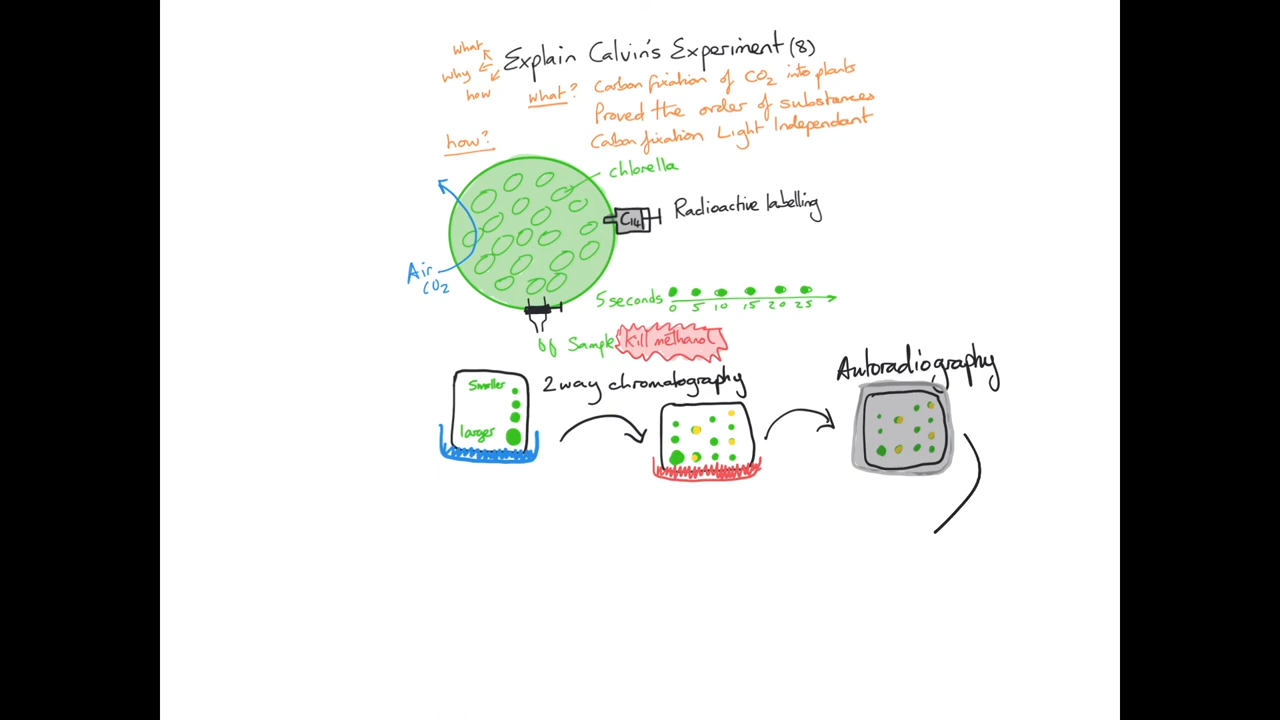 what
Explain Calvin's Experiment (8)
why
how
what? Carbon fixation of CO2 into plants
Proved the order of substances
how?
Carbon fixation Light Independant
chlorella
C14
Radioactive labelling
Air
CO2
5 seconds
0 5 10 15 20 25
Sample Kill methanol
Autoradiography
Smaller
2 way chromatography
larger